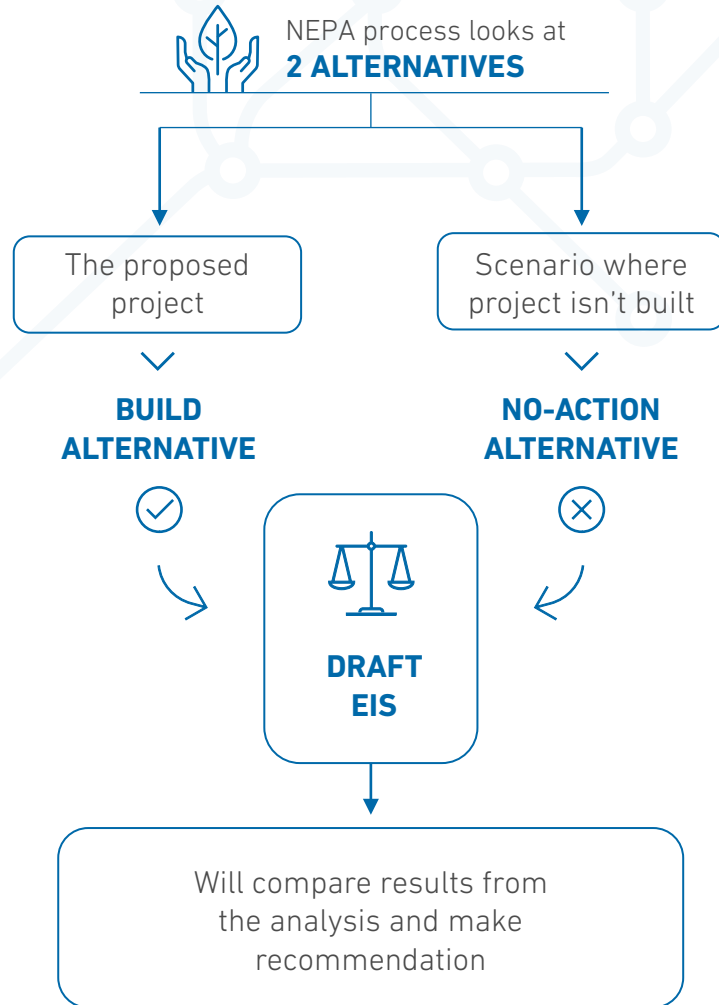 NEPA process looks at
2 ALTERNATIVES
The proposed
project
Scenario where
project isn't built
BUILD
ALTERNATIVE
NO-ACTION
ALTERNATIVE
DRAFT
EIS
Will compare results from
the analysis and make
recommendation